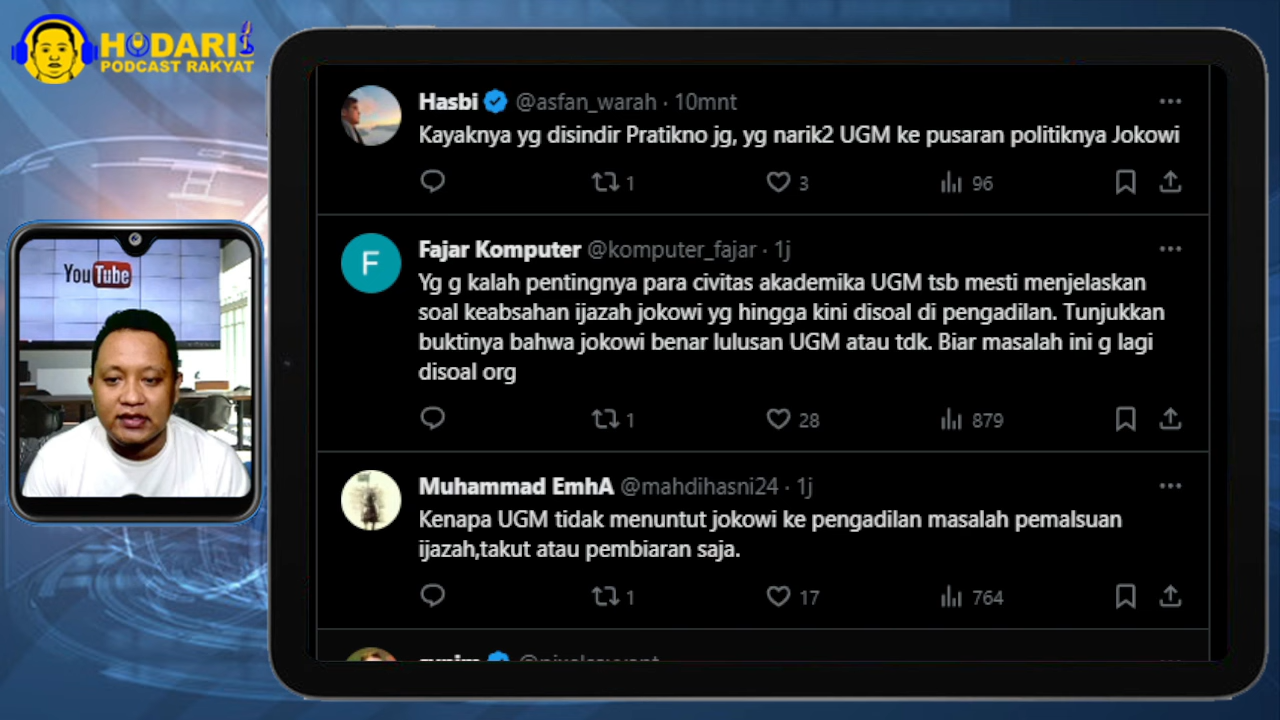 HODARI
PODCAST RAKYAT
YouTube
Hasbi @asfan_warah · 10mnt
Kayaknya yg disindir Pratikno jg, yg narik2 UGM ke pusaran politiknya Jokowi
1 3 96
F
Fajar Komputer @komputer_fajar · 1j
Yg g kalah pentingnya para civitas akademika UGM tsb mesti menjelaskan
soal keabsahan ijazah jokowi yg hingga kini disoal di pengadilan. Tunjukkan
buktinya bahwa jokowi benar lulusan UGM atau tdk. Biar masalah ini g lagi
disoal org
1 28 879
Muhammad EmhA @mahdihasni24 · 1j
Kenapa UGM tidak menuntut jokowi ke pengadilan masalah pemalsuan
ijazah,takut atau pembiaran saja.
1 17 764